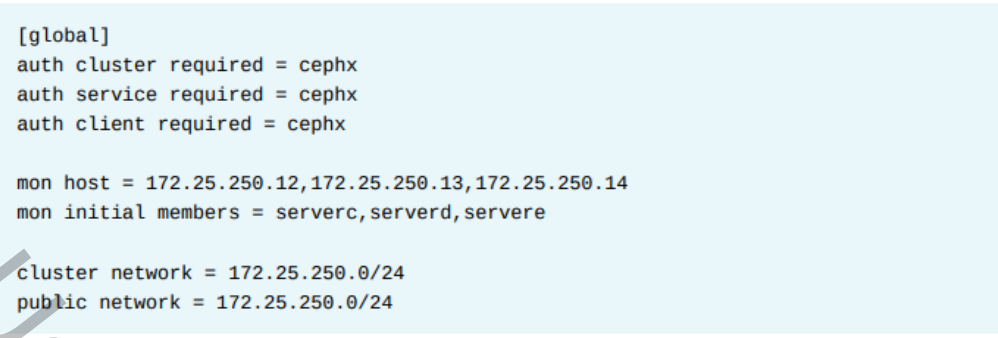 [global]
auth cluster required = cephx
auth service required = cephx
auth client required = cephx
mon host = 172.25.250.12,172.25.250.13,172.25.250.14
mon initial members = serverc,serverd,servere
cluster network = 172.25.250.0/24
public network = 172.25.250.0/24